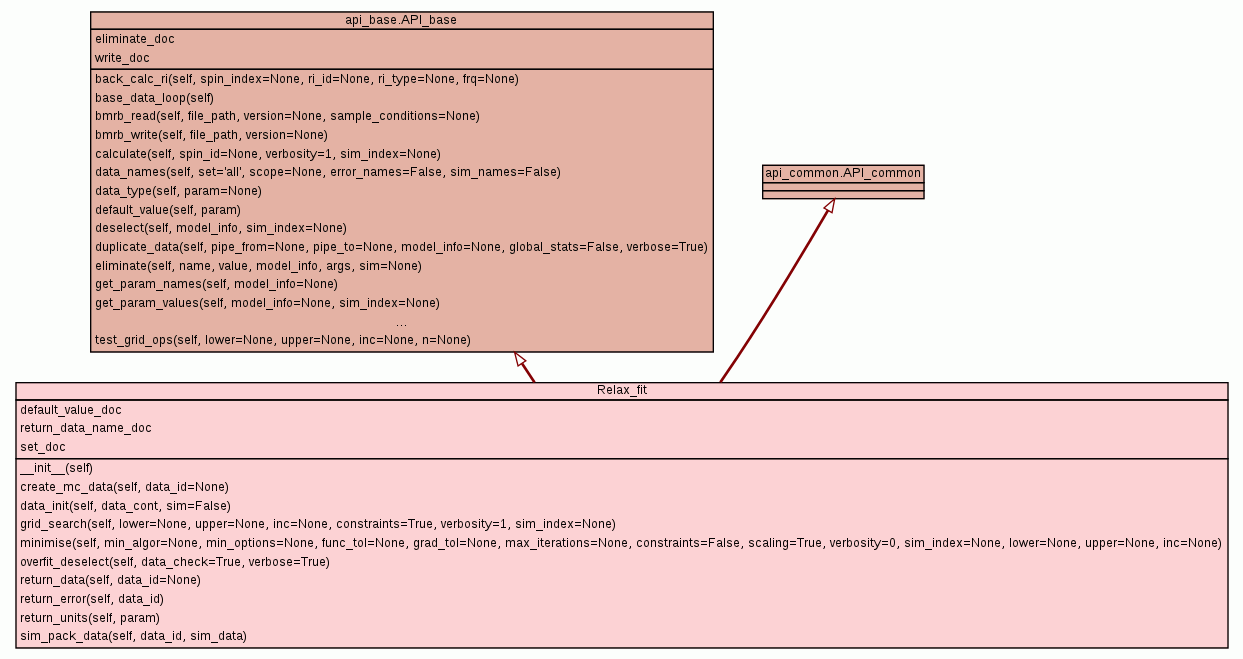 api_base.API_base
eliminate_doc
write_doc
back_calc_ri(self, spin_index=None, ri_id=None, ri_type=None, frq=None)
base_data_loop(self)
bmrb_read(self, file_path, version=None, sample_conditions=None)
bmrb_write(self, file_path, version=None)
calculate(self, spin_id=None, verbosity=1, sim_index=None)
data_names(self, set='all', scope=None, error_names=False, sim_names=False)
data_type(self, param=None)
default_value(self, param)
deselect(self, model_info, sim_index=None)
duplicate_data(self, pipe_from=None, pipe_to=None, model_info=None, global_stats=False, verbose=True)
eliminate(self, name, value, model_info, args, sim=None)
get_param_names(self, model_info=None)
get_param_values(self, model_info=None, sim_index=None)
...
test_grid_ops(self, lower=None, upper=None, inc=None, n=None)
api_common.API_common
Relax_fit
default_value_doc
return_data_name_doc
set_doc
__init__(self)
create_mc_data(self, data_id=None)
data_init(self, data_cont, sim=False)
grid_search(self, lower=None, upper=None, inc=None, constraints=True, verbosity=1, sim_index=None)
minimise(self, min_algor=None, min_options=None, func_tol=None, grad_tol=None, max_iterations=None, constraints=False, scaling=True, verbosity=0, sim_index=None, lower=None, upper=None, inc=None)
overfit_deselect(self, data_check=True, verbose=True)
return_data(self, data_id=None)
return_error(self, data_id)
return_units(self, param)
sim_pack_data(self, data_id, sim_data)